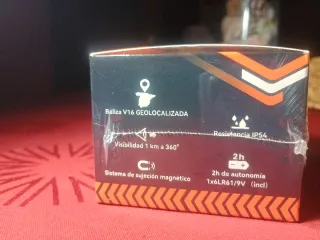 Baliza V16 GEOLOCALIZADA
Resistencia IP54
Visibilidad 1 km a 360°
2h
Sistema de sujeción magnético
2h de autonomía
1x6LR61/9V (incl)